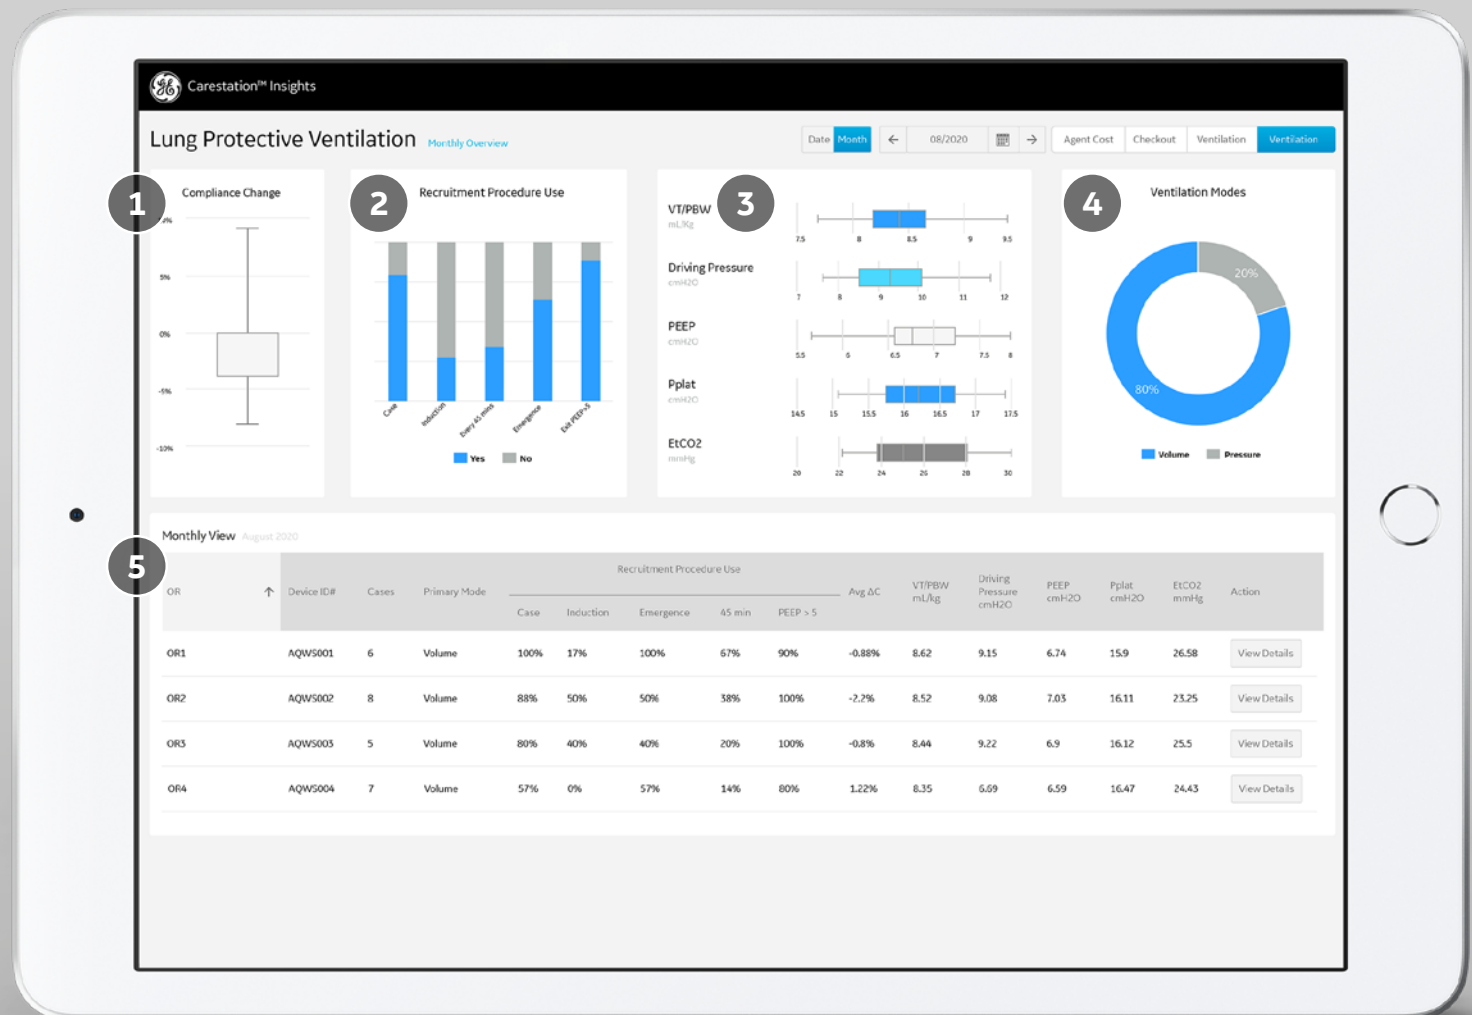 Carestation™ Insights
Lung Protective Ventilation Monthly Overview
Date Month 08/2020 Agent Cost Checkout Ventilation Ventilation
1
Compliance Change
5%
0%
-5%
-10%
2
Recruitment Procedure Use
Case Induction Every 45 mins Emergence Exit PEEP>5
Yes No
3
VT/PBW
mL/Kg
7.5 8 8.5 9 9.5
Driving Pressure
cmH2O
7 8 9 10 11 12
PEEP
cmH2O
5.5 6 6.5 7 7.5 8
Pplat
cmH2O
14.5 15 15.5 16 16.5 17 17.5
EtCO2
mmHg
20 22 24 26 28 30
4
Ventilation Modes
20%
80%
Volume Pressure
Monthly View August 2020
5
Recruitment Procedure Use
OR Device ID# Cases Primary Mode Case Induction Emergence 45 min PEEP > 5 Avg ΔC VT/PBW mL/kg Driving Pressure cmH2O PEEP cmH2O Pplat cmH2O EtCO2 mmHg Action
OR1 AQWS001 6 Volume 100% 17% 100% 67% 90% -0.88% 8.62 9.15 6.74 15.9 26.58 View Details
OR2 AQWS002 8 Volume 88% 50% 50% 38% 100% -2.2% 8.52 9.08 7.03 16.11 23.25 View Details
OR3 AQWS003 5 Volume 80% 40% 40% 20% 100% -0.8% 8.44 9.22 6.9 16.12 25.5 View Details
OR4 AQWS004 7 Volume 57% 0% 57% 14% 80% 1.22% 8.35 6.69 6.59 16.47 24.43 View Details